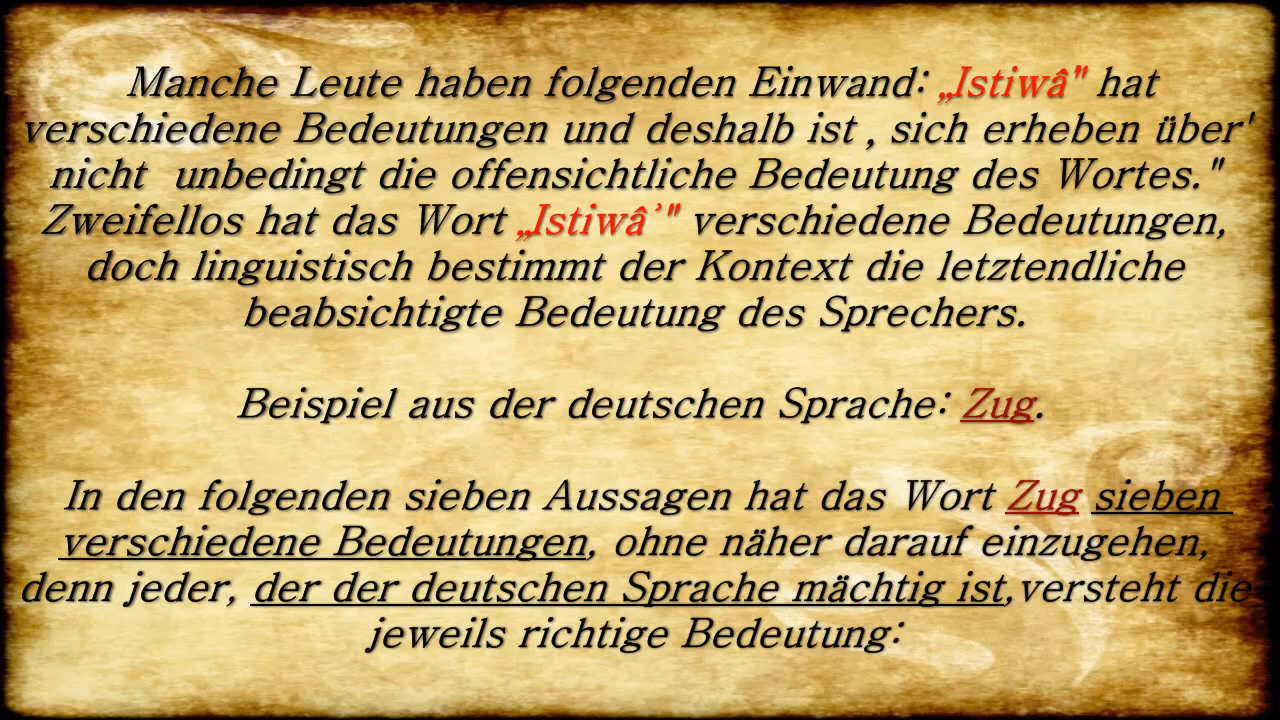 Manche Leute haben folgenden Einwand: „Istiwâ" hat
verschiedene Bedeutungen und deshalb ist , sich erheben über'
nicht  unbedingt die offensichtliche Bedeutung des Wortes."
Zweifellos hat das Wort „Istiwâ᾽" verschiedene Bedeutungen,
doch linguistisch bestimmt der Kontext die letztendliche
beabsichtigte Bedeutung des Sprechers.
Beispiel aus der deutschen Sprache: Zug.
In den folgenden sieben Aussagen hat das Wort Zug sieben
verschiedene Bedeutungen, ohne näher darauf einzugehen,
denn jeder, der der deutschen Sprache mächtig ist,versteht die
jeweils richtige Bedeutung: